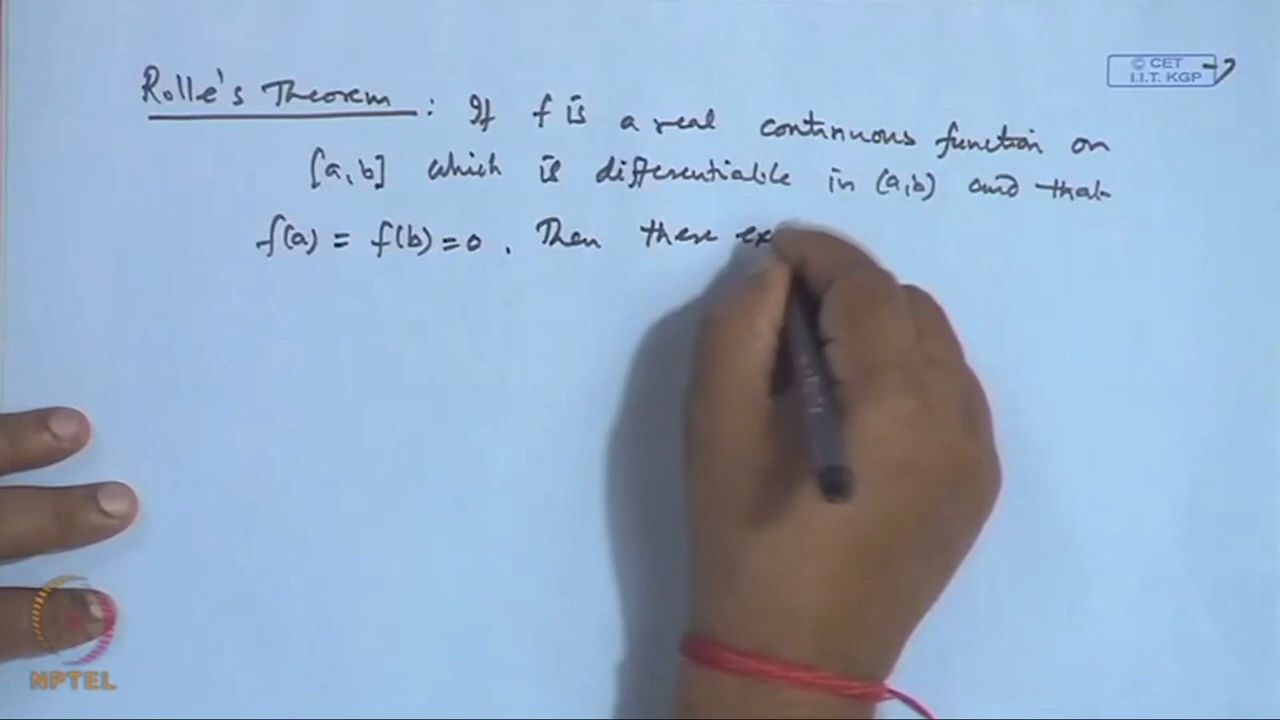 Rolle's Theorem : If f is a real continuous function on
[a,b] which is differentiable in (a,b) and that
f(a) = f(b) = 0 . Then there ex
© CET
I.I.T. KGP
NPTEL